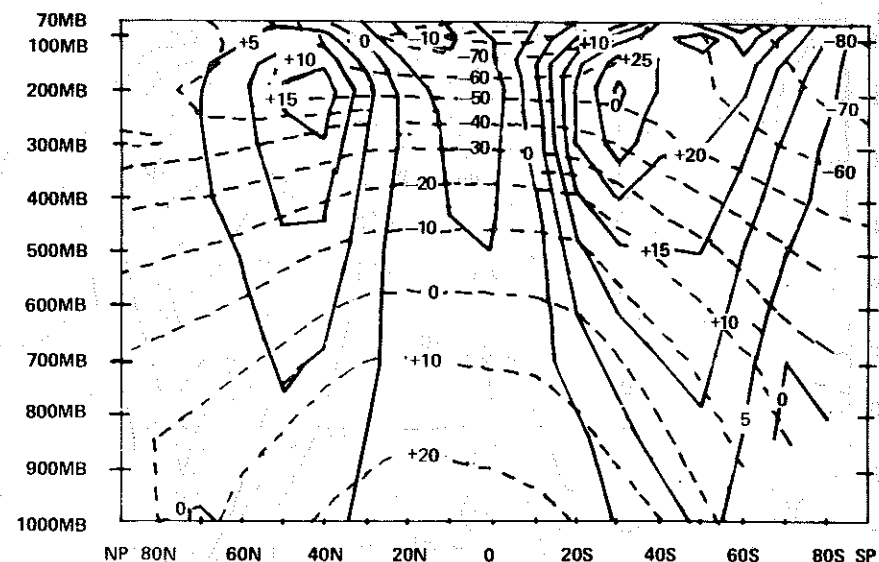 70MB +5 0 -10 +10 -80
100MB +10 -70 +25
-60
200MB +15 -50 0 -70
-40
300MB -30 0 +20
-60
400MB -20
500MB -10 +15
600MB 0
+10
700MB +10
800MB 0
5
900MB +20
0
1000MB
NP 80N 60N 40N 20N 0 20S 40S 60S 80S SP